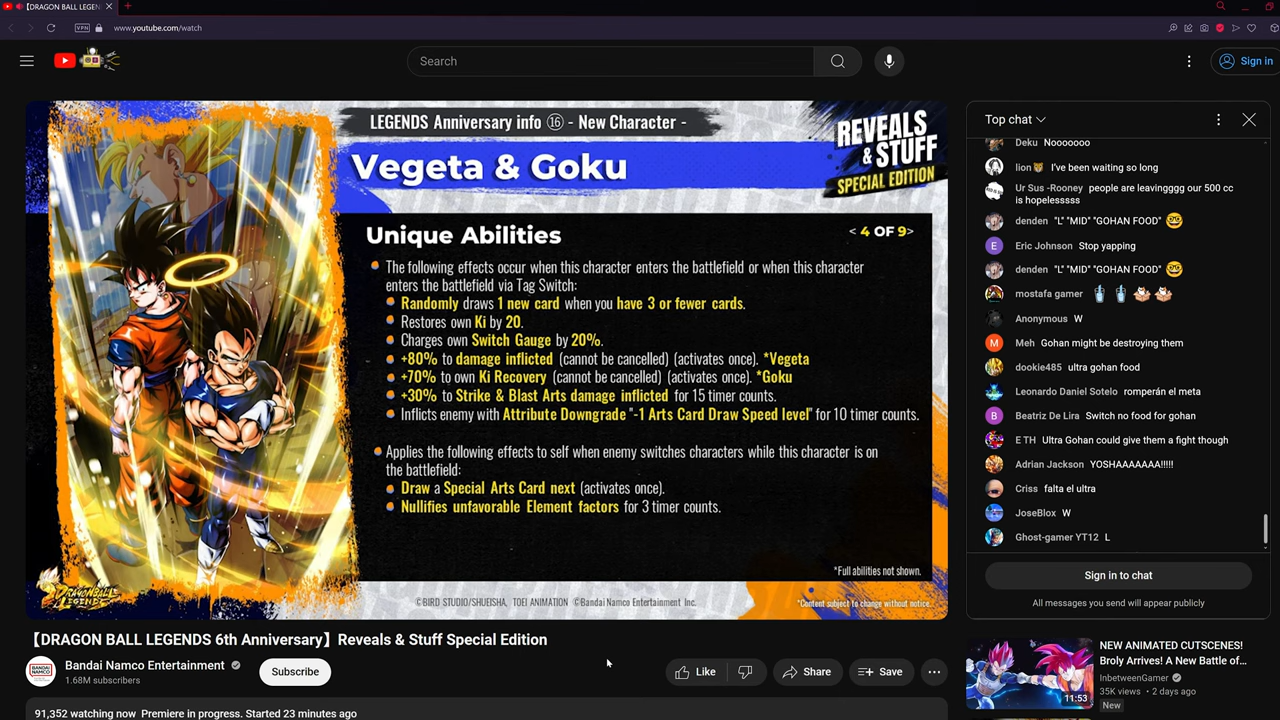 【DRAGON BALL LEGEN
VPN
www.youtube.com/watch
Search
Sign in
LEGENDS Anniversary info ⑯ - New Character -
REVEALS
& STUFF
SPECIAL EDITION
Vegeta & Goku
Unique Abilities
< 4 OF 9>
The following effects occur when this character enters the battlefield or when this character
enters the battlefield via Tag Switch:
Randomly draws 1 new card when you have 3 or fewer cards.
Restores own Ki by 20.
Charges own Switch Gauge by 20%.
+80% to damage inflicted (cannot be cancelled) (activates once). *Vegeta
+70% to own Ki Recovery (cannot be cancelled) (activates once). *Goku
+30% to Strike & Blast Arts damage inflicted for 15 timer counts.
Inflicts enemy with Attribute Downgrade "-1 Arts Card Draw Speed level" for 10 timer counts.
Applies the following effects to self when enemy switches characters while this character is on
the battlefield:
Draw a Special Arts Card next (activates once).
Nullifies unfavorable Element factors for 3 timer counts.
*Full abilities not shown.
DRAGONBALL
LEGENDS
©BIRD STUDIO/SHUEISHA, TOEI ANIMATION ©Bandai Namco Entertainment Inc.
*Content subject to change without notice.
【DRAGON BALL LEGENDS 6th Anniversary】Reveals & Stuff Special Edition
BANDAI
NAMCO
Bandai Namco Entertainment
1.68M subscribers
Subscribe
Like
Share
Save
91,352 watching now Premiere in progress. Started 23 minutes ago
Top chat
Deku Nooooooo
lion I've been waiting so long
Ur Sus -Rooney people are leavingggg our 500 cc
is hopelesssss
denden "L" "MID" "GOHAN FOOD"
E Eric Johnson Stop yapping
denden "L" "MID" "GOHAN FOOD"
mostafa gamer
Anonymous W
M Meh Gohan might be destroying them
dookie485 ultra gohan food
Leonardo Daniel Sotelo romperán el meta
B Beatriz De Lira Switch no food for gohan
E TH Ultra Gohan could give them a fight though
Adrian Jackson YOSHAAAAAAA!!!!!
Criss falta el ultra
JoseBlox W
Ghost-gamer YT12 L
Sign in to chat
All messages you send will appear publicly
11:53
NEW ANIMATED CUTSCENES!
Broly Arrives! A New Battle of...
InbetweenGamer
35K views • 2 days ago
New